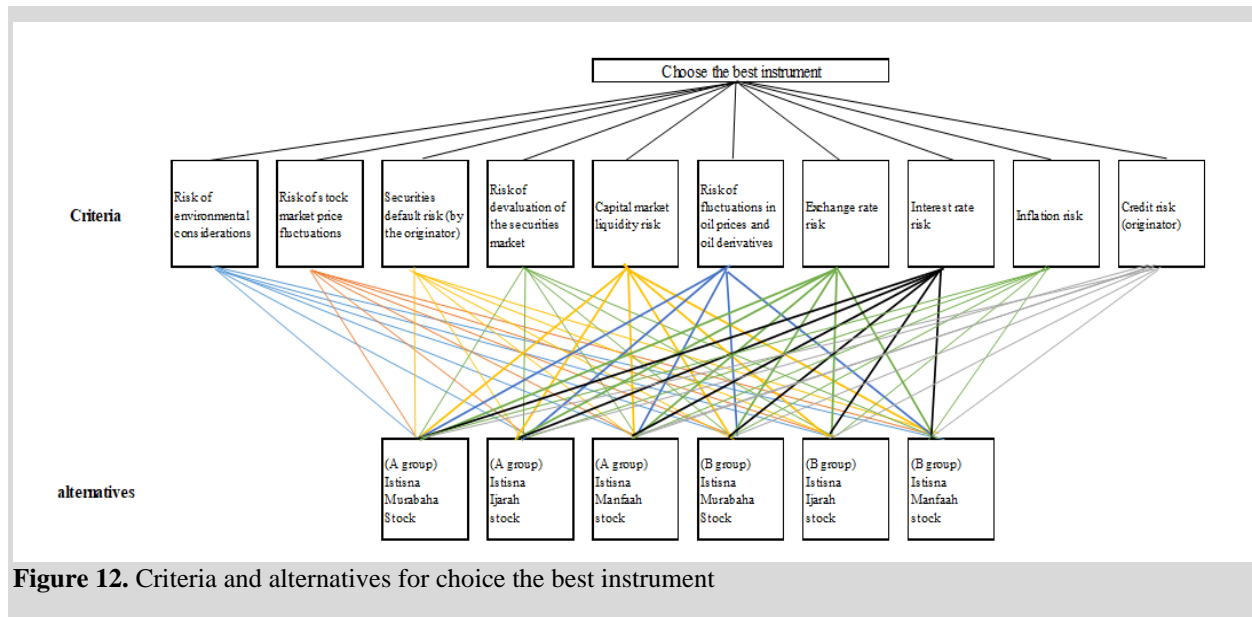 Choose the best instrument
Criteria
Risk of
environmental
considerations
Risk of stock
market price
fluctuations
Securities
default risk (by
the originator)
Risk of
devaluation of
the securities
market
Capital market
liquidity risk
Risk of
fluctuations in
oil prices and
oil derivatives
Exchange rate
risk
Interest rate
risk
Inflation risk
Credit risk
(originator)
alternatives
(A group)
Istisna
Murabaha
Stock
(A group)
Istisna
Ijarah
stock
(A group)
Istisna
Manfaah
stock
(B group)
Istisna
Murabaha
Stock
(B group)
Istisna
Ijarah
stock
(B group)
Istisna
Manfaah
stock
Figure 12. Criteria and alternatives for choice the best instrument